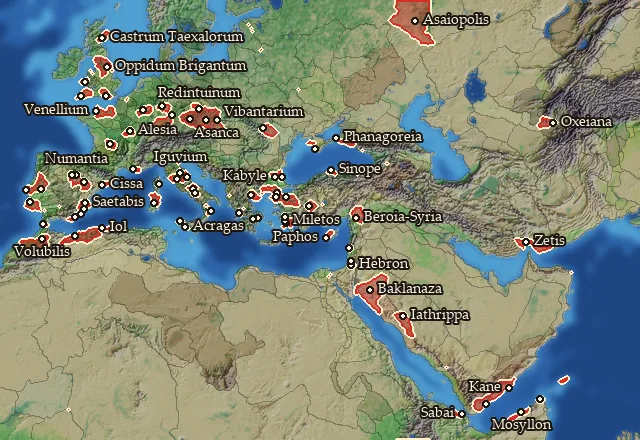 Asaiopolis
Castrum Taexalorum
Oppidum Brigantum
Redintuinum
Venellium
Vibantarium
Oxeiana
Alesia
Asanca
Phanagoreia
Numantia
Iguvium
Kabyle
Sinope
Cissa
Saetabis
Iol
Acragas
Miletos
Beroia-Syria
Volubilis
Paphos
Zetis
Hebron
Baklanaza
Iathrippa
Kane
Sabai
Mosyllon